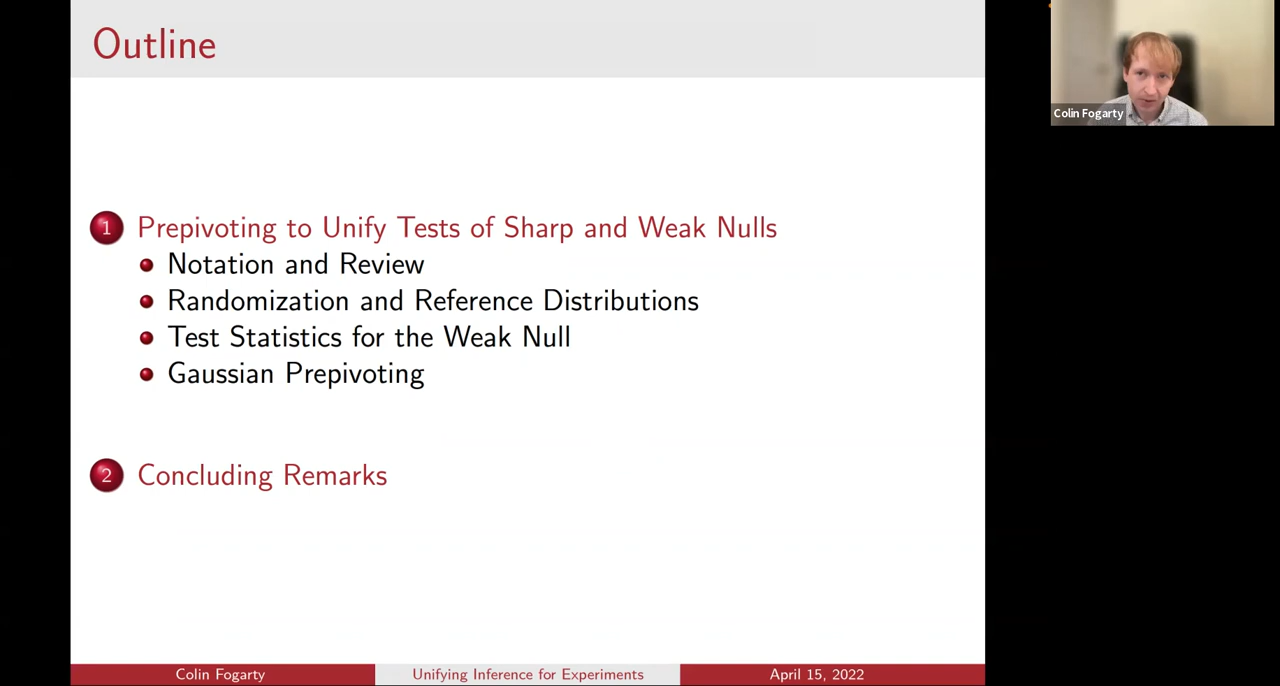 Outline
Colin Fogarty
1 Prepivoting to Unify Tests of Sharp and Weak Nulls
Notation and Review
Randomization and Reference Distributions
Test Statistics for the Weak Null
Gaussian Prepivoting
2 Concluding Remarks
Colin Fogarty Unifying Inference for Experiments April 15, 2022